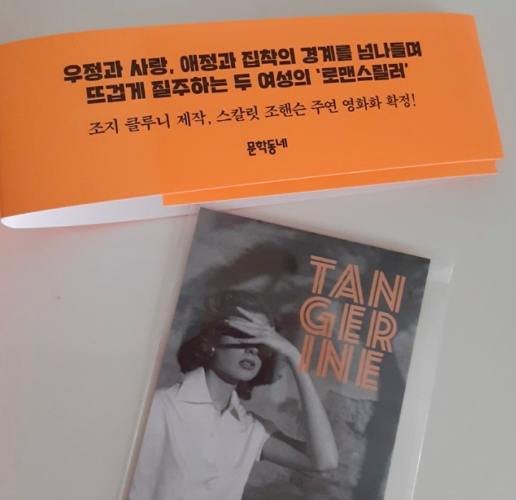 우정과 사랑, 애정과 집착의 경계를 넘나들며
뜨겁게 질주하는 두 여성의 '로맨스릴러'
조지 클루니 제작, 스칼릿 조핸슨 주연 영화화 확정!
문학동네
TAN
GER
INE